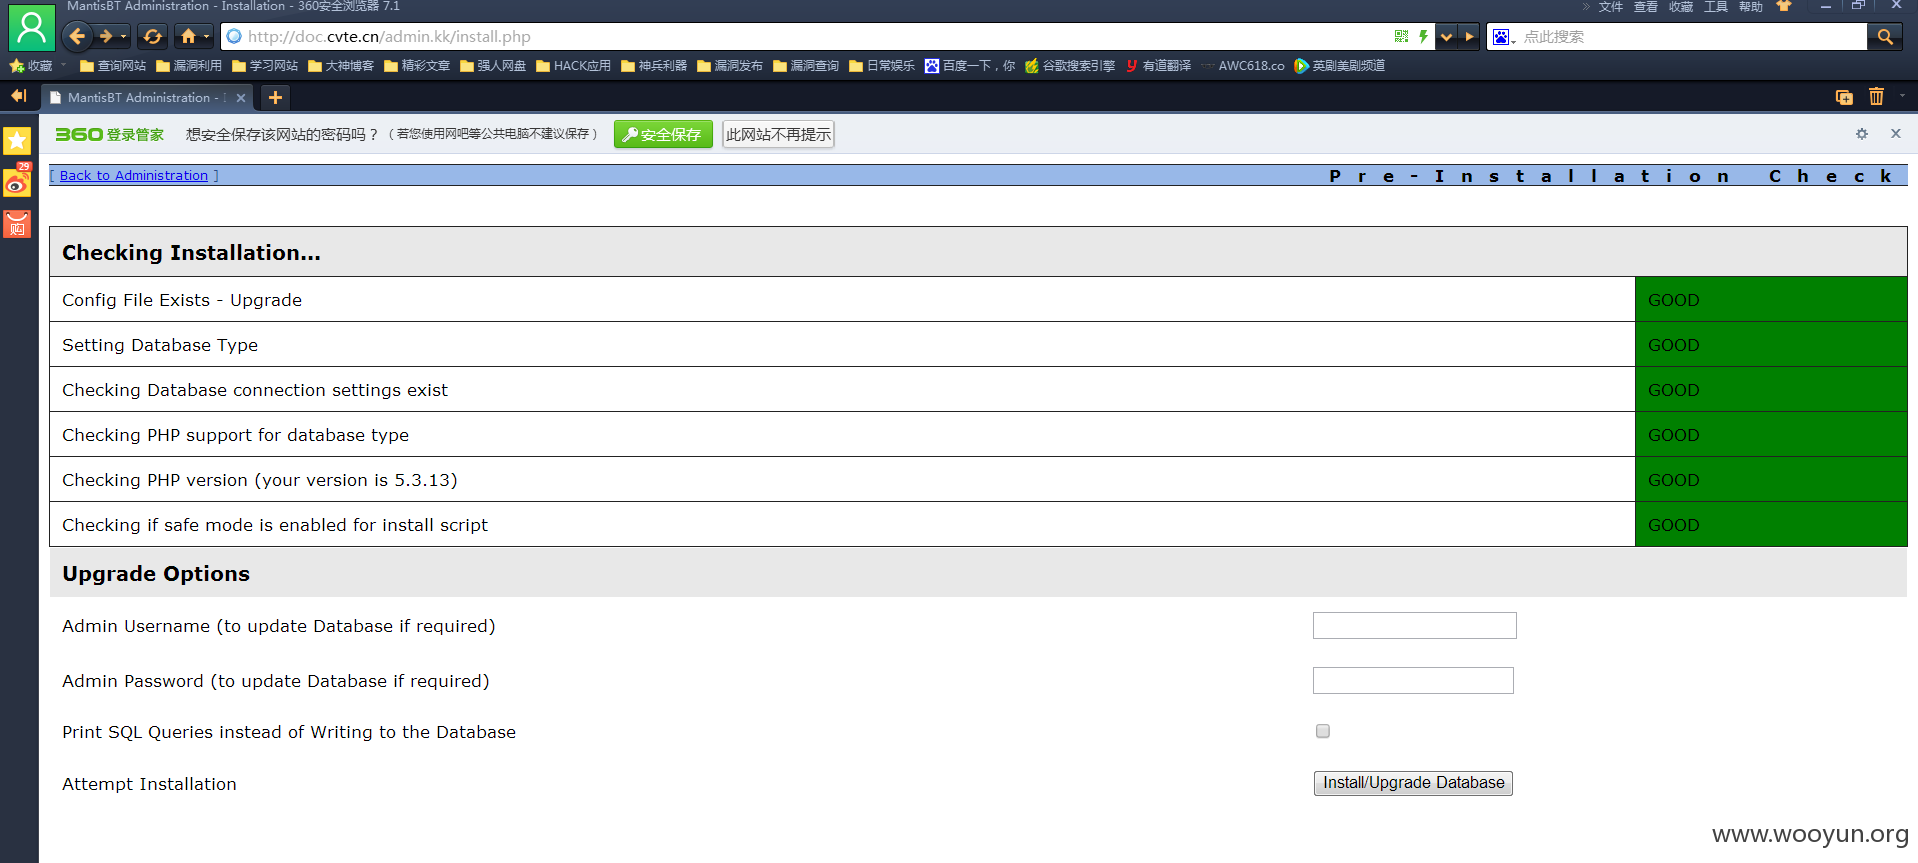 MantisBT Administration - Installation - 360安全浏览器 7.1
文件 查看 收藏 工具 帮助
http://doc.cvte.cn/admin.kk/install.php
点此搜索
收藏 查询网站 漏洞利用 学习网站 大神博客 精彩文章 强人网盘 HACK应用 神兵利器 漏洞发布 漏洞查询 日常娱乐 百度一下，你 谷歌搜索引擎 有道翻译 AWC618.co 英剧美剧频道
MantisBT Administration -
29
购
360 登录管家 想安全保存该网站的密码吗？（若您使用网吧等公共电脑不建议保存） 安全保存 此网站不再提示
[ Back to Administration ] Pre-Installation Check
Checking Installation...
Config File Exists - Upgrade GOOD
Setting Database Type GOOD
Checking Database connection settings exist GOOD
Checking PHP support for database type GOOD
Checking PHP version (your version is 5.3.13) GOOD
Checking if safe mode is enabled for install script GOOD
Upgrade Options
Admin Username (to update Database if required)
Admin Password (to update Database if required)
Print SQL Queries instead of Writing to the Database
Attempt Installation Install/Upgrade Database
www.wooyun.org